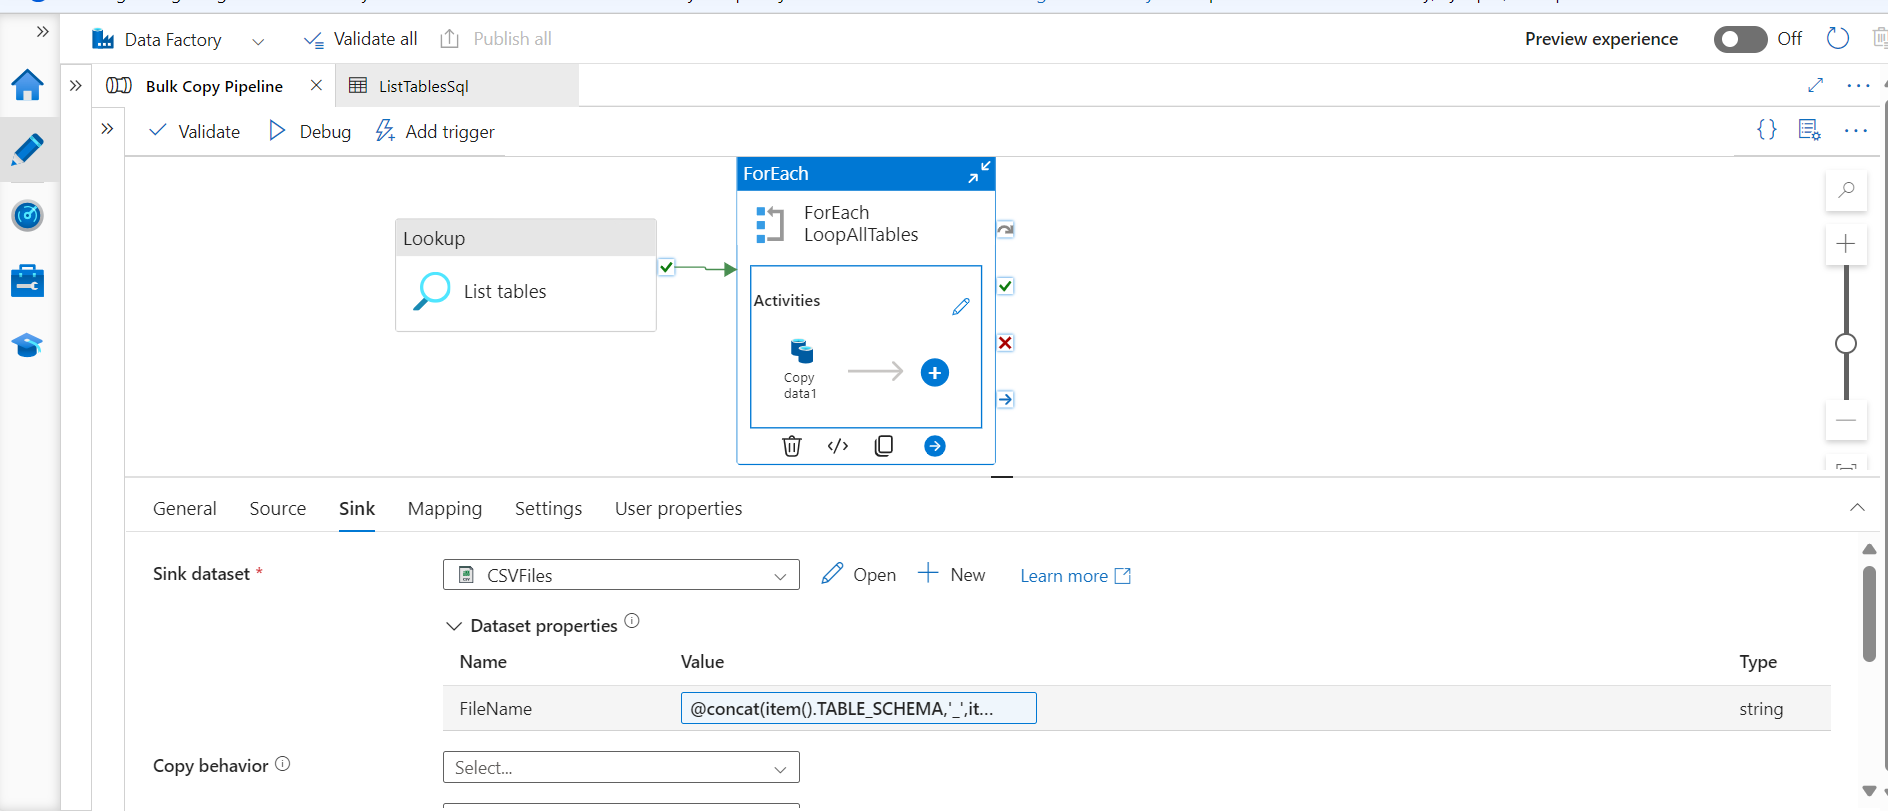 Data Factory
Validate all
Publish all
Preview experience
Off
Bulk Copy Pipeline
ListTablesSql
Validate
Debug
Add trigger
{}
ForEach
ForEach
LoopAllTables
Lookup
List tables
Activities
Copy
data1
General
Source
Sink
Mapping
Settings
User properties
Sink dataset *
CSVFiles
Open
New
Learn more
Dataset properties
Name
Value
Type
FileName
@concat(item().TABLE_SCHEMA,'_',it...
string
Copy behavior
Select...